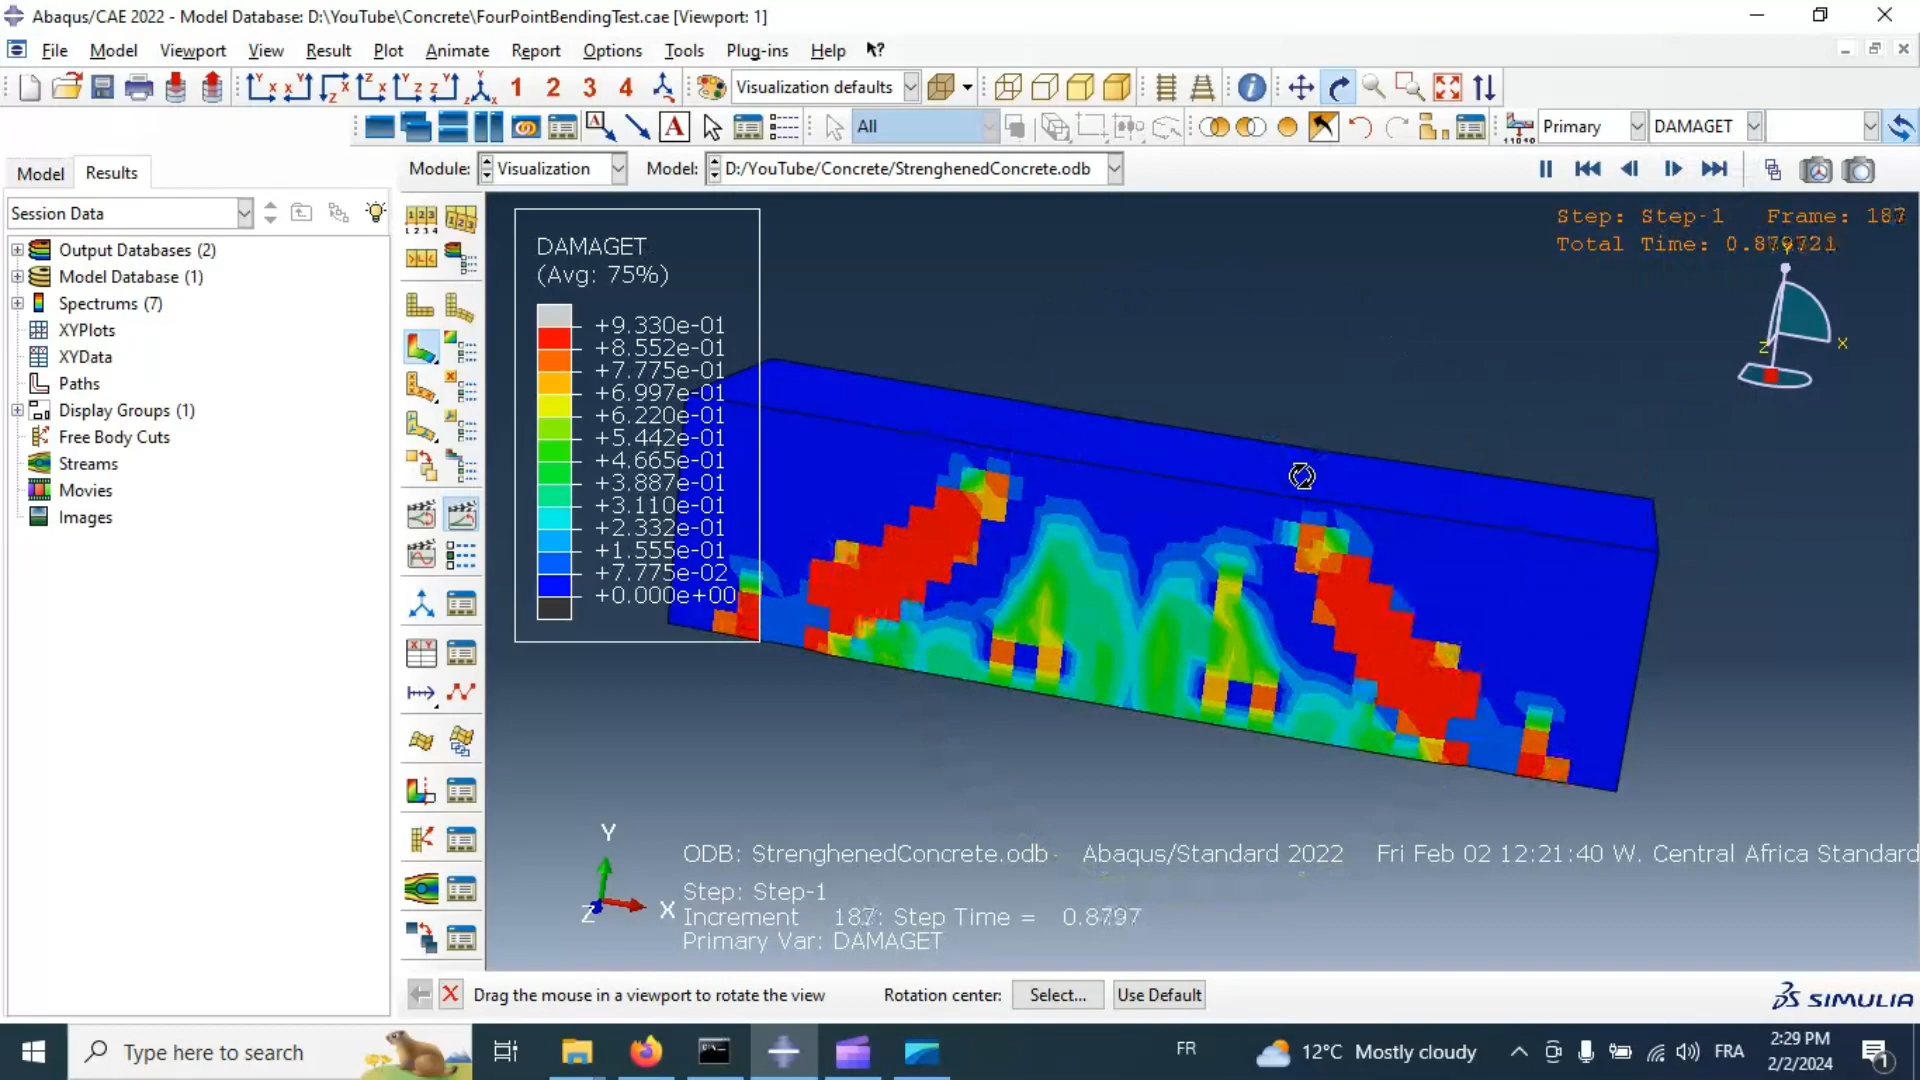 Abaqus/CAE 2022 - Model Database: D:\YouTube\Concrete\FourPointBendingTest.cae [Viewport: 1]
File Model Viewport View Result Plot Animate Report Options Tools Plug-ins Help
1 2 3 4 Visualization defaults
All Primary DAMAGET
Model Results Module: Visualization Model: D:/YouTube/Concrete/StrenghenedConcrete.odb
Session Data
Output Databases (2)
Model Database (1)
Spectrums (7)
XYPlots
XYData
Paths
Display Groups (1)
Free Body Cuts
Streams
Movies
Images
DAMAGET
(Avg: 75%)
+9.330e-01
+8.552e-01
+7.775e-01
+6.997e-01
+6.220e-01
+5.442e-01
+4.665e-01
+3.887e-01
+3.110e-01
+2.332e-01
+1.555e-01
+7.775e-02
+0.000e+00
Step: Step-1 Frame: 187
Total Time: 0.879721
Y
Z X
Y
Z X
ODB: StrenghenedConcrete.odb Abaqus/Standard 2022 Fri Feb 02 12:21:40 W. Central Africa Standard
Step: Step-1
Increment 187: Step Time = 0.8797
Primary Var: DAMAGET
Drag the mouse in a viewport to rotate the view Rotation center: Select... Use Default
SIMULIA
Type here to search
FR
12°C Mostly cloudy
FRA
2:29 PM
2/2/2024
1